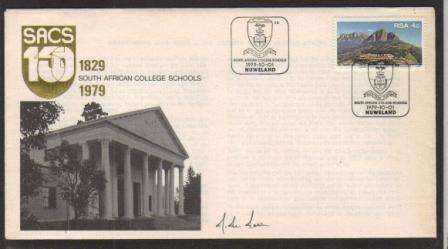 SACS
150
1829
SOUTH AFRICAN COLLEGE SCHOOLS
1979
SOUTH AFRICAN COLLEGE SCHOOLS
1979-10-01
NUWELAND
RSA 4c
SOUTH AFRICAN COLLEGE SCHOOLS
1979-10-01
NUWELAND